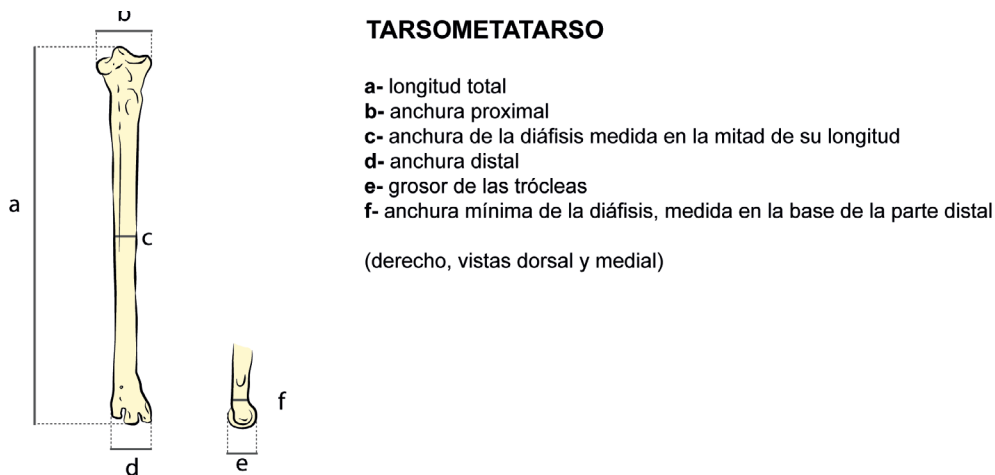 b
TARSOMETATARSO
a- longitud total
b- anchura proximal
c- anchura de la diáfisis medida en la mitad de su longitud
d- anchura distal
e- grosor de las trócleas
f- anchura mínima de la diáfisis, medida en la base de la parte distal
(derecho, vistas dorsal y medial)
a
c
f
d
e